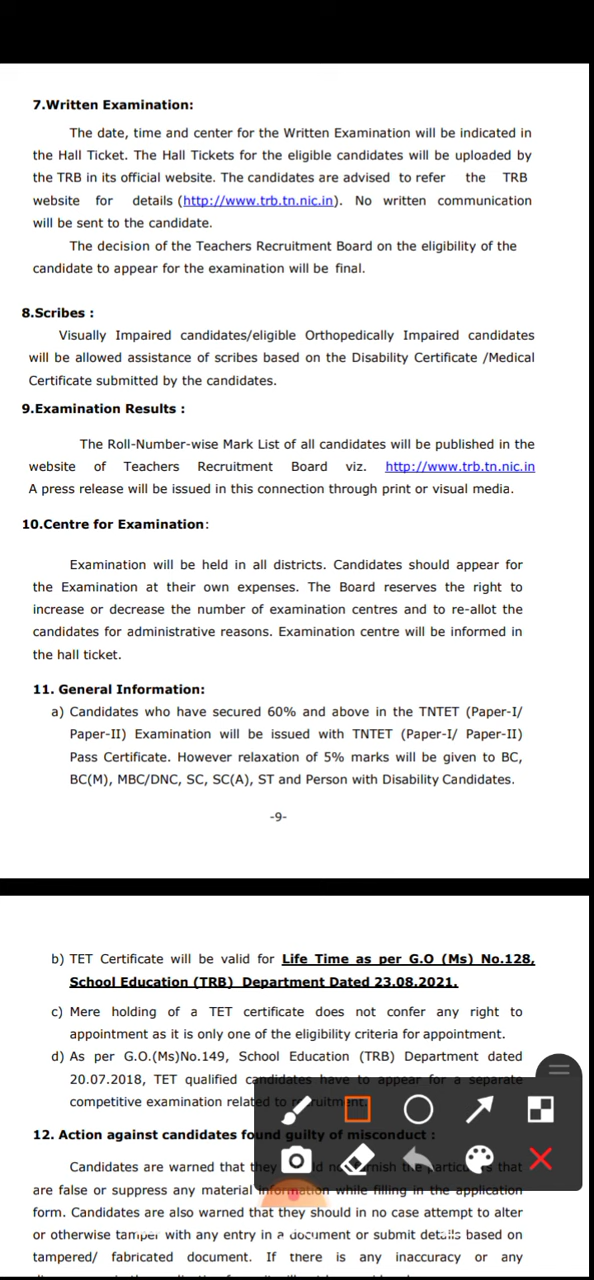 7.Written Examination:
The date, time and center for the Written Examination will be indicated in
the Hall Ticket. The Hall Tickets for the eligible candidates will be uploaded by
the TRB in its official website. The candidates are advised to refer the TRB
website for details (http://www.trb.tn.nic.in). No written communication
will be sent to the candidate.
The decision of the Teachers Recruitment Board on the eligibility of the
candidate to appear for the examination will be final.
8.Scribes :
Visually Impaired candidates/eligible Orthopedically Impaired candidates
will be allowed assistance of scribes based on the Disability Certificate /Medical
Certificate submitted by the candidates.
9.Examination Results :
The Roll-Number-wise Mark List of all candidates will be published in the
website of Teachers Recruitment Board viz. http://www.trb.tn.nic.in
A press release will be issued in this connection through print or visual media.
10.Centre for Examination:
Examination will be held in all districts. Candidates should appear for
the Examination at their own expenses. The Board reserves the right to
increase or decrease the number of examination centres and to re-allot the
candidates for administrative reasons. Examination centre will be informed in
the hall ticket.
11. General Information:
a) Candidates who have secured 60% and above in the TNTET (Paper-I/
Paper-II) Examination will be issued with TNTET (Paper-I/ Paper-II)
Pass Certificate. However relaxation of 5% marks will be given to BC,
BC(M), MBC/DNC, SC, SC(A), ST and Person with Disability Candidates.
-9-
b) TET Certificate will be valid for Life Time as per G.O (Ms) No.128,
School Education (TRB) Department Dated 23.08.2021.
c) Mere holding of a TET certificate does not confer any right to
appointment as it is only one of the eligibility criteria for appointment.
d) As per G.O.(Ms)No.149, School Education (TRB) Department dated
20.07.2018, TET qualified candidates have to appear for a separate
competitive examination related to
12. Action against candidates found guilty of misconduct :
Candidates are warned that they that
are false or suppress any material information while filling in the application
form. Candidates are also warned that they should in no case attempt to alter
or otherwise tamper with any entry in a document or submit details based on
tampered/ fabricated document. If there is any inaccuracy or any